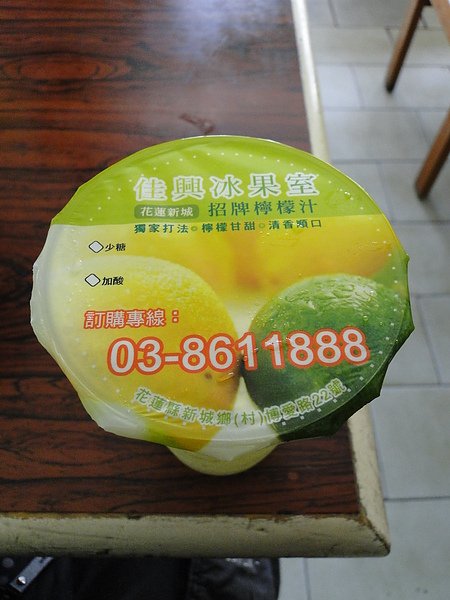 佳興冰果室
花蓮新城 招牌檸檬汁
獨家打法 檸檬甘甜 清香順口
少糖
加酸
訂購專線：
03-8611888
花蓮縣新城鄉(村)博愛路22號